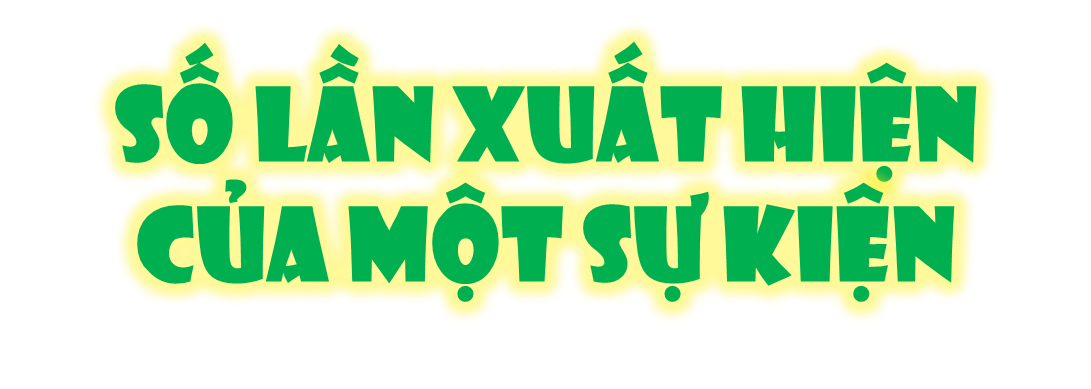 SỐ LẦN XUẤT HIỆN
CỦA MỘT SỰ KIỆN